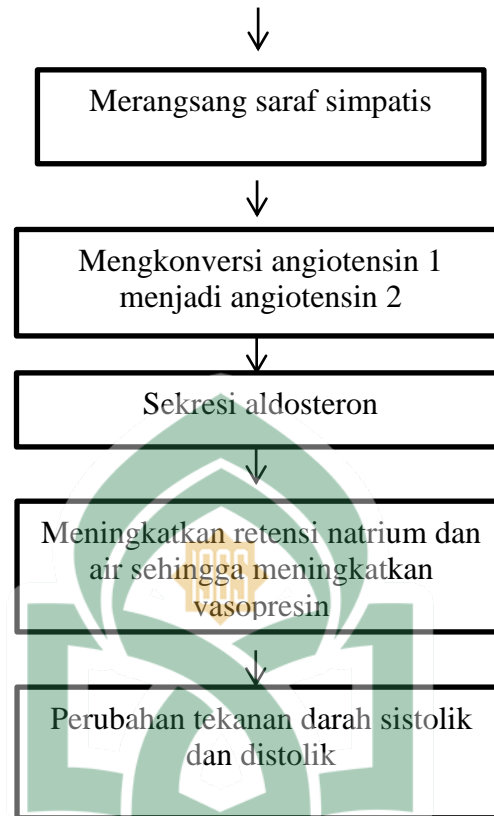 Merangsang saraf simpatis
Mengkonversi angiotensin 1
menjadi angiotensin 2
Sekresi aldosteron
Meningkatkan retensi natrium dan
air sehingga meningkatkan
vasopresin
Perubahan tekanan darah sistolik
dan distolik